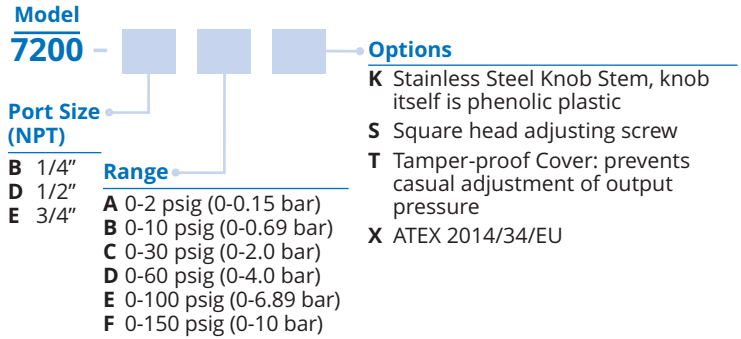 Model
7200 –
Port Size
(NPT)
B 1/4”
D 1/2”
E 3/4”
Range
A 0-2 psig (0-0.15 bar)
B 0-10 psig (0-0.69 bar)
C 0-30 psig (0-2.0 bar)
D 0-60 psig (0-4.0 bar)
E 0-100 psig (0-6.89 bar)
F 0-150 psig (0-10 bar)
Options
K Stainless Steel Knob Stem, knob
itself is phenolic plastic
S Square head adjusting screw
T Tamper-proof Cover: prevents
casual adjustment of output
pressure
X ATEX 2014/34/EU